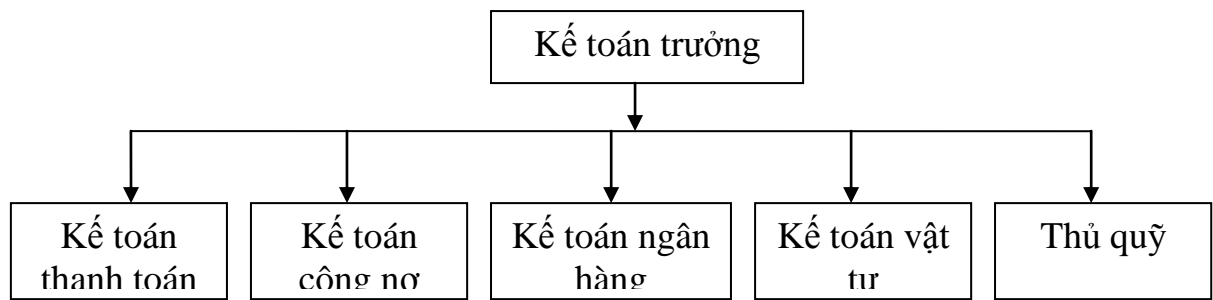 Kế toán trưởng
Kế toán
thanh toán
Kế toán
công nợ
Kế toán ngân
hàng
Kế toán vật
tư
Thủ quỹ